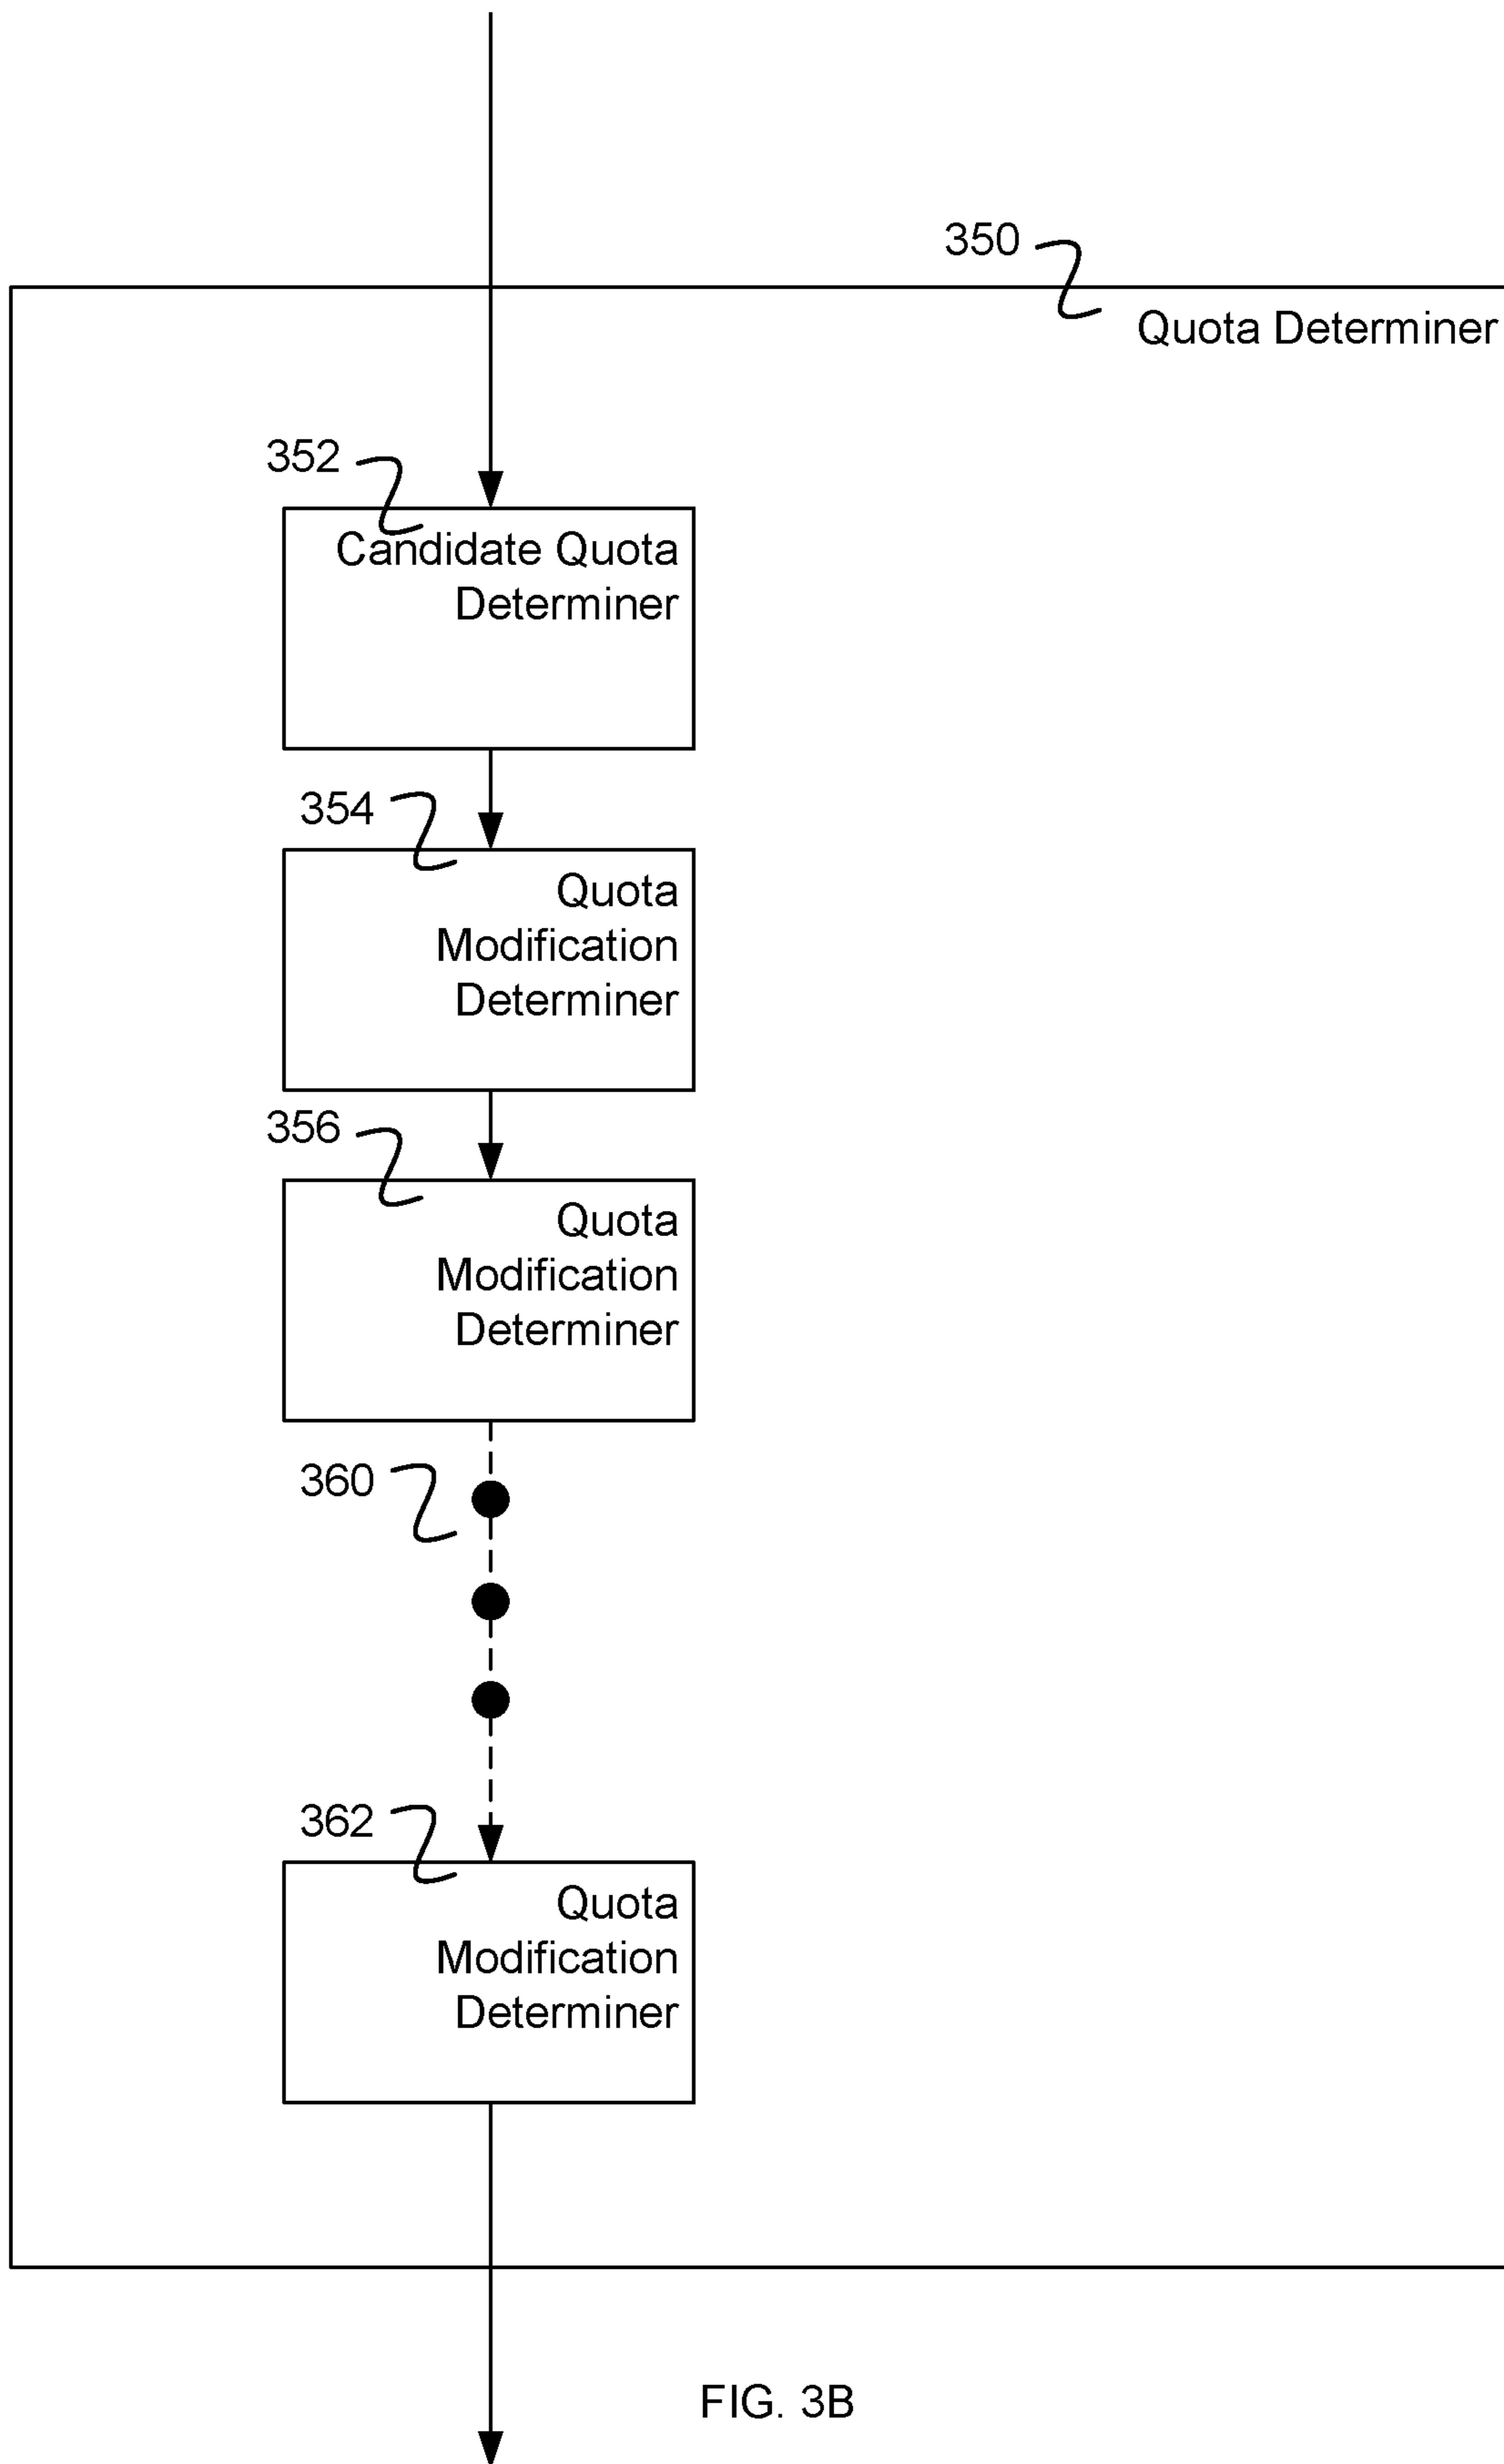 350
Quota Determiner
352
Candidate Quota
Determiner
354
Quota
Modification
Determiner
356
Quota
Modification
Determiner
360
362
Quota
Modification
Determiner
FIG. 3B